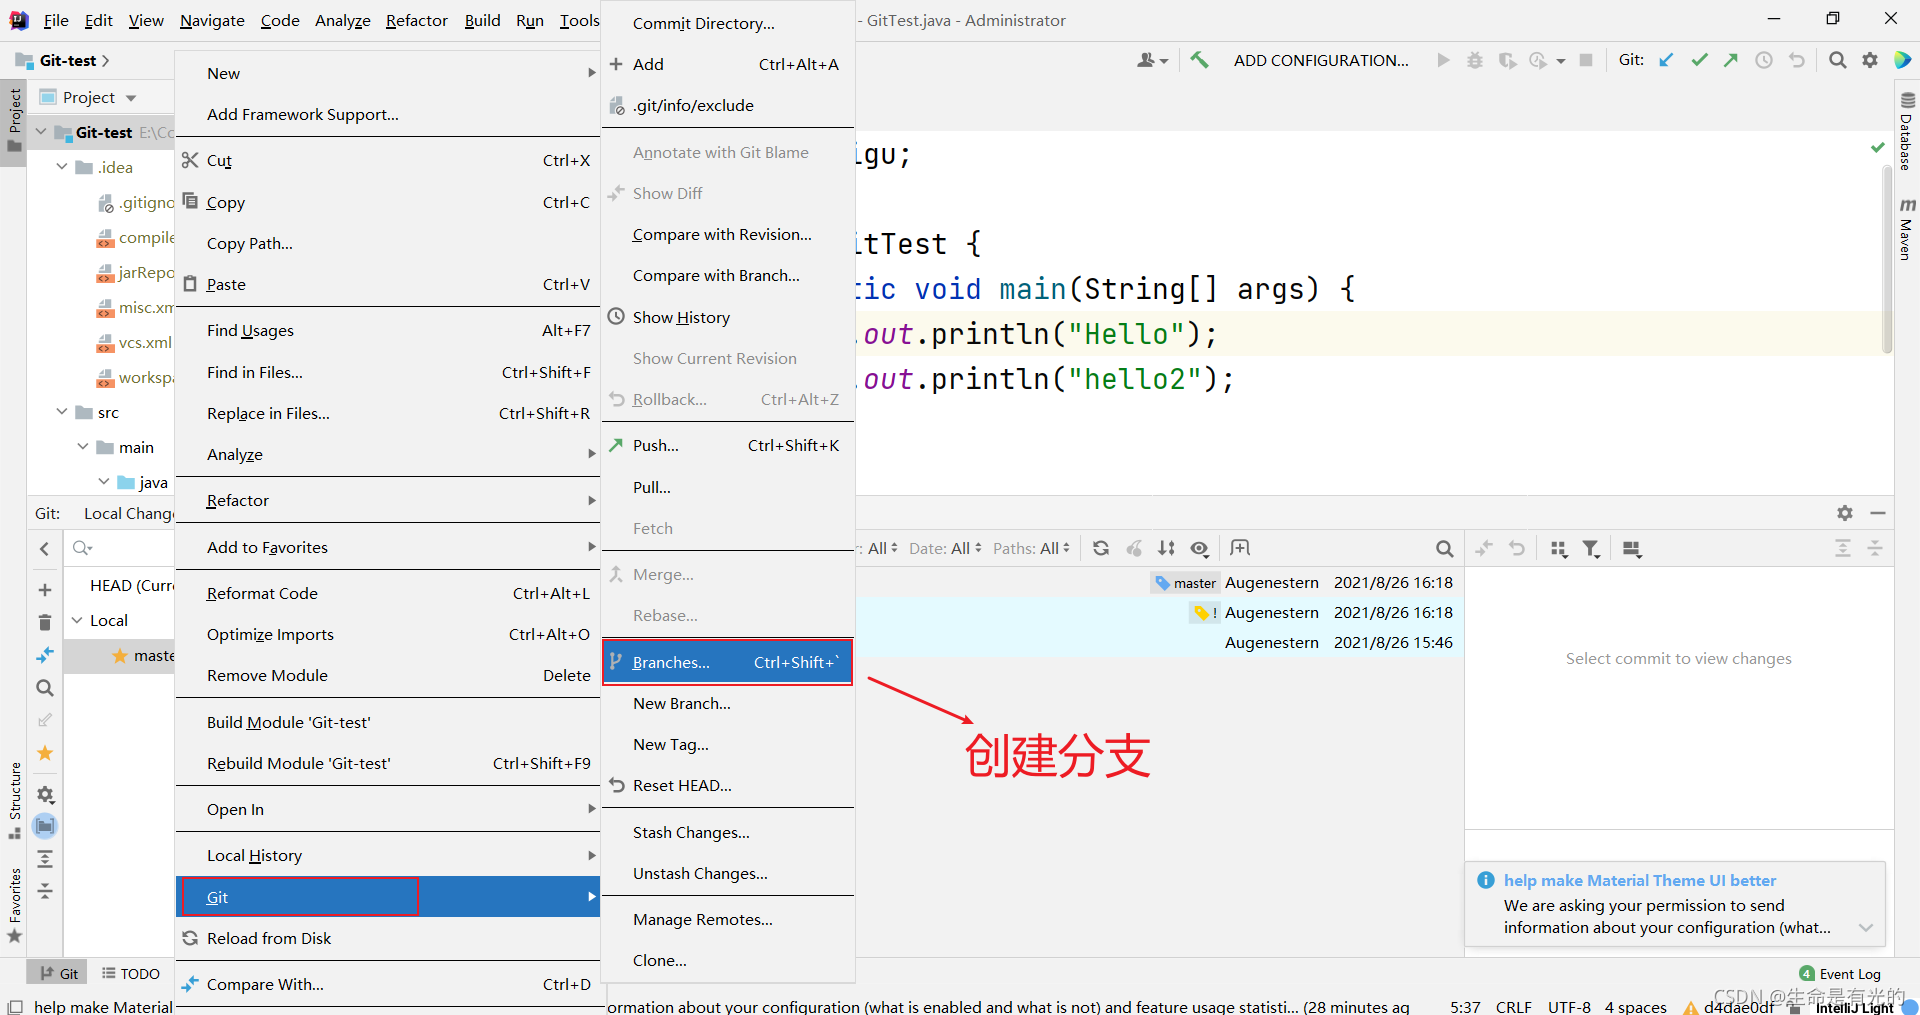 File Edit View Navigate Code Analyze Refactor Build Run Tools - GitTest.java - Administrator
Git-test
ADD CONFIGURATION... Git:
Project
Project
Git-test
.idea
.gitigno
compile
jarRepo
misc.xm
vcs.xml
worksp
src
main
java
New
Add Framework Support...
Cut Ctrl+X
Copy Ctrl+C
Copy Path...
Paste Ctrl+V
Find Usages Alt+F7
Find in Files... Ctrl+Shift+F
Replace in Files... Ctrl+Shift+R
Analyze
Refactor
Add to Favorites
Reformat Code Ctrl+Alt+L
Optimize Imports Ctrl+Alt+O
Remove Module Delete
Build Module 'Git-test'
Rebuild Module 'Git-test' Ctrl+Shift+F9
Open In
Local History
Git
Reload from Disk
Compare With... Ctrl+D
Commit Directory...
Add Ctrl+Alt+A
.git/info/exclude
Annotate with Git Blame
Show Diff
Compare with Revision...
Compare with Branch...
Show History
Show Current Revision
Rollback... Ctrl+Alt+Z
Push... Ctrl+Shift+K
Pull...
Fetch
Merge...
Rebase...
Branches... Ctrl+Shift+`
New Branch...
New Tag...
Reset HEAD...
Stash Changes...
Unstash Changes...
Manage Remotes...
Clone...
igu;
itTest {
tic void main(String[] args) {
.out.println("Hello");
.out.println("hello2");
Database
Maven
Git: Local Chang
HEAD (Curr
Local
maste
All Date: All Paths: All
master Augenestern 2021/8/26 16:18
! Augenestern 2021/8/26 16:18
Augenestern 2021/8/26 15:46
Select commit to view changes
创建分支
Structure
Favorites
help make Material Theme UI better
We are asking your permission to send
information about your configuration (what...
Git TODO
4 Event Log
help make Material
ormation about your configuration (what is enabled and what is not) and feature usage statisti... (28 minutes ag 5:37 CRLF UTF-8 4 spaces d4dae0df IntelliJ Light
CSDN @生命是有光的